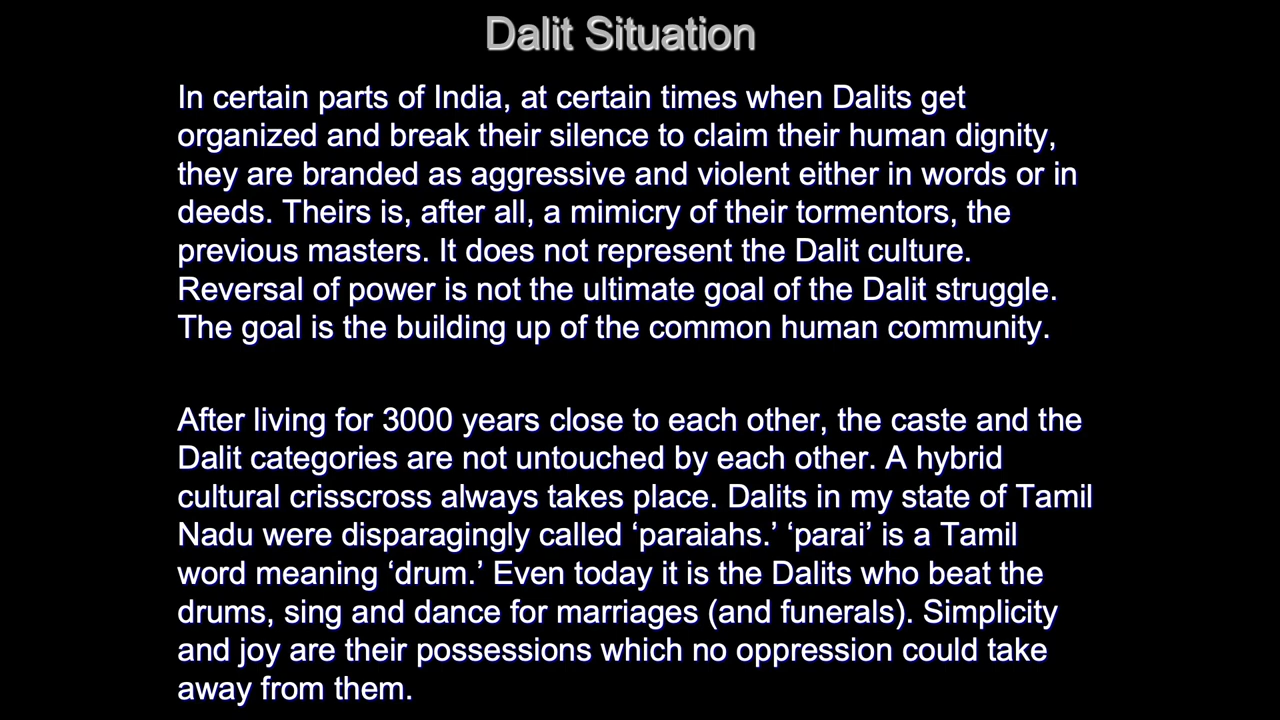 Dalit Situation
In certain parts of India, at certain times when Dalits get
organized and break their silence to claim their human dignity,
they are branded as aggressive and violent either in words or in
deeds. Theirs is, after all, a mimicry of their tormentors, the
previous masters. It does not represent the Dalit culture.
Reversal of power is not the ultimate goal of the Dalit struggle.
The goal is the building up of the common human community.
After living for 3000 years close to each other, the caste and the
Dalit categories are not untouched by each other. A hybrid
cultural crisscross always takes place. Dalits in my state of Tamil
Nadu were disparagingly called ‘paraiahs.’ ‘parai’ is a Tamil
word meaning ‘drum.’ Even today it is the Dalits who beat the
drums, sing and dance for marriages (and funerals). Simplicity
and joy are their possessions which no oppression could take
away from them.